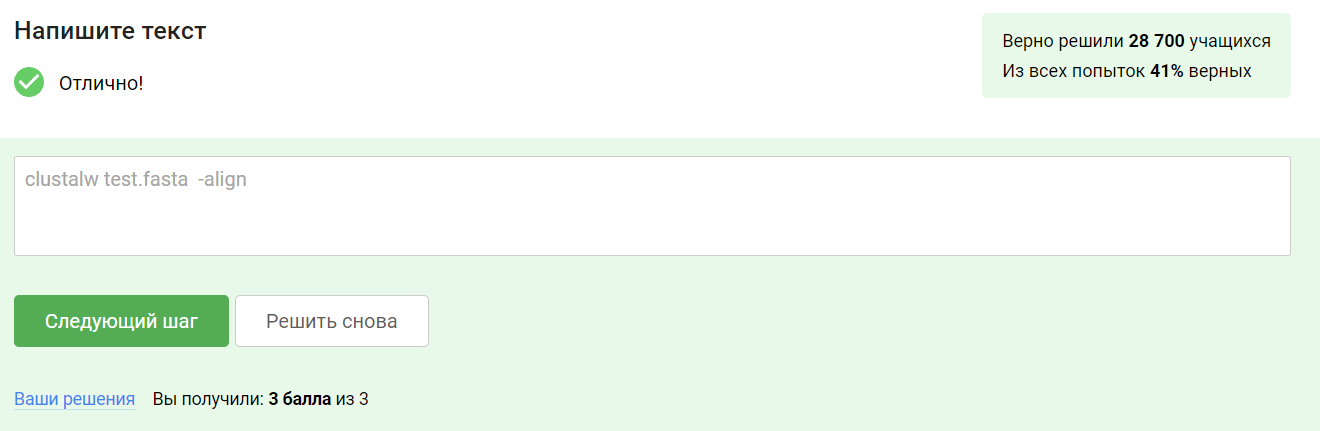 Напишите текст
Верно решили 28 700 учащихся
Из всех попыток 41% верных
Отлично!
clustalw test.fasta  -align
Следующий шаг
Решить снова
Ваши решения Вы получили: 3 балла из 3